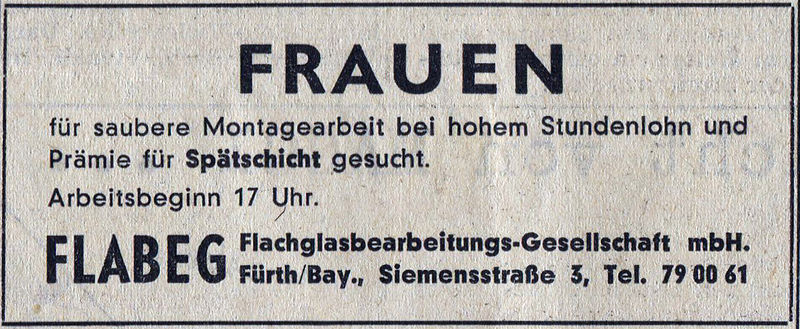 FRAUEN
für saubere Montagearbeit bei hohem Stundenlohn und
Prämie für Spätschicht gesucht.
Arbeitsbeginn 17 Uhr.
FLABEG Flachglasbearbeitungs-Gesellschaft mbH.
Fürth/Bay., Siemensstraße 3, Tel. 79 00 61